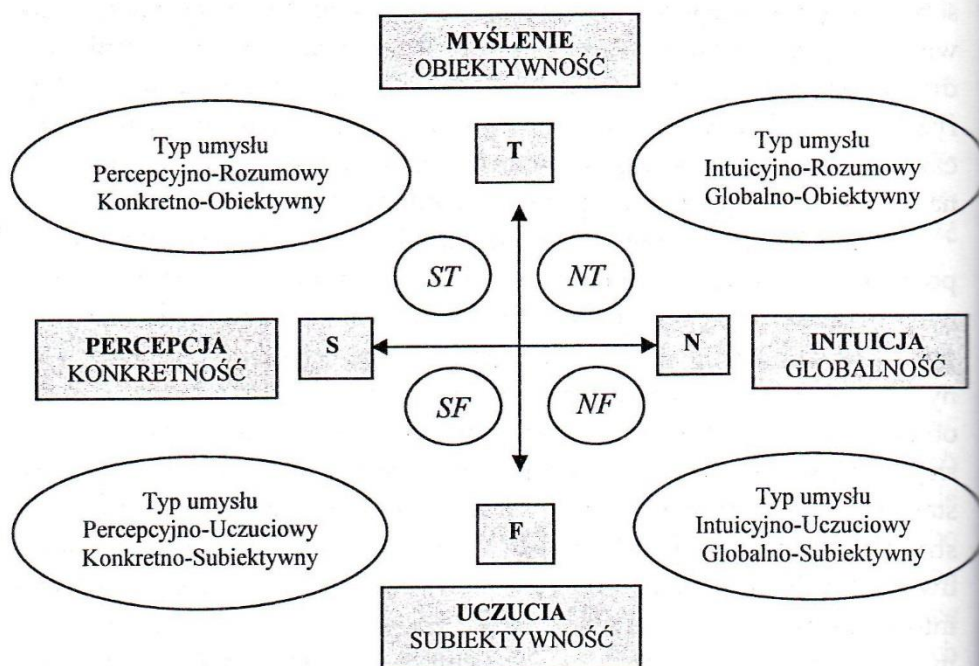 MYŚLENIE
OBIEKTYWNOŚĆ
Typ umysłu
Percepcyjno-Rozumowy
Konkretno-Obiektywny
T
Typ umysłu
Intuicyjno-Rozumowy
Globalno-Obiektywny
ST
NT
PERCEPCJA
KONKRETNOŚĆ
S
N
INTUICJA
GLOBALNOŚĆ
SF
NF
Typ umysłu
Percepcyjno-Uczuciowy
Konkretno-Subiektywny
F
Typ umysłu
Intuicyjno-Uczuciowy
Globalno-Subiektywny
UCZUCIA
SUBIEKTYWNOŚĆ